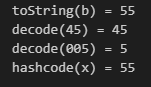 toString(b) = 55
decode(45) = 45
decode(005) = 5
hashcode(x) = 55